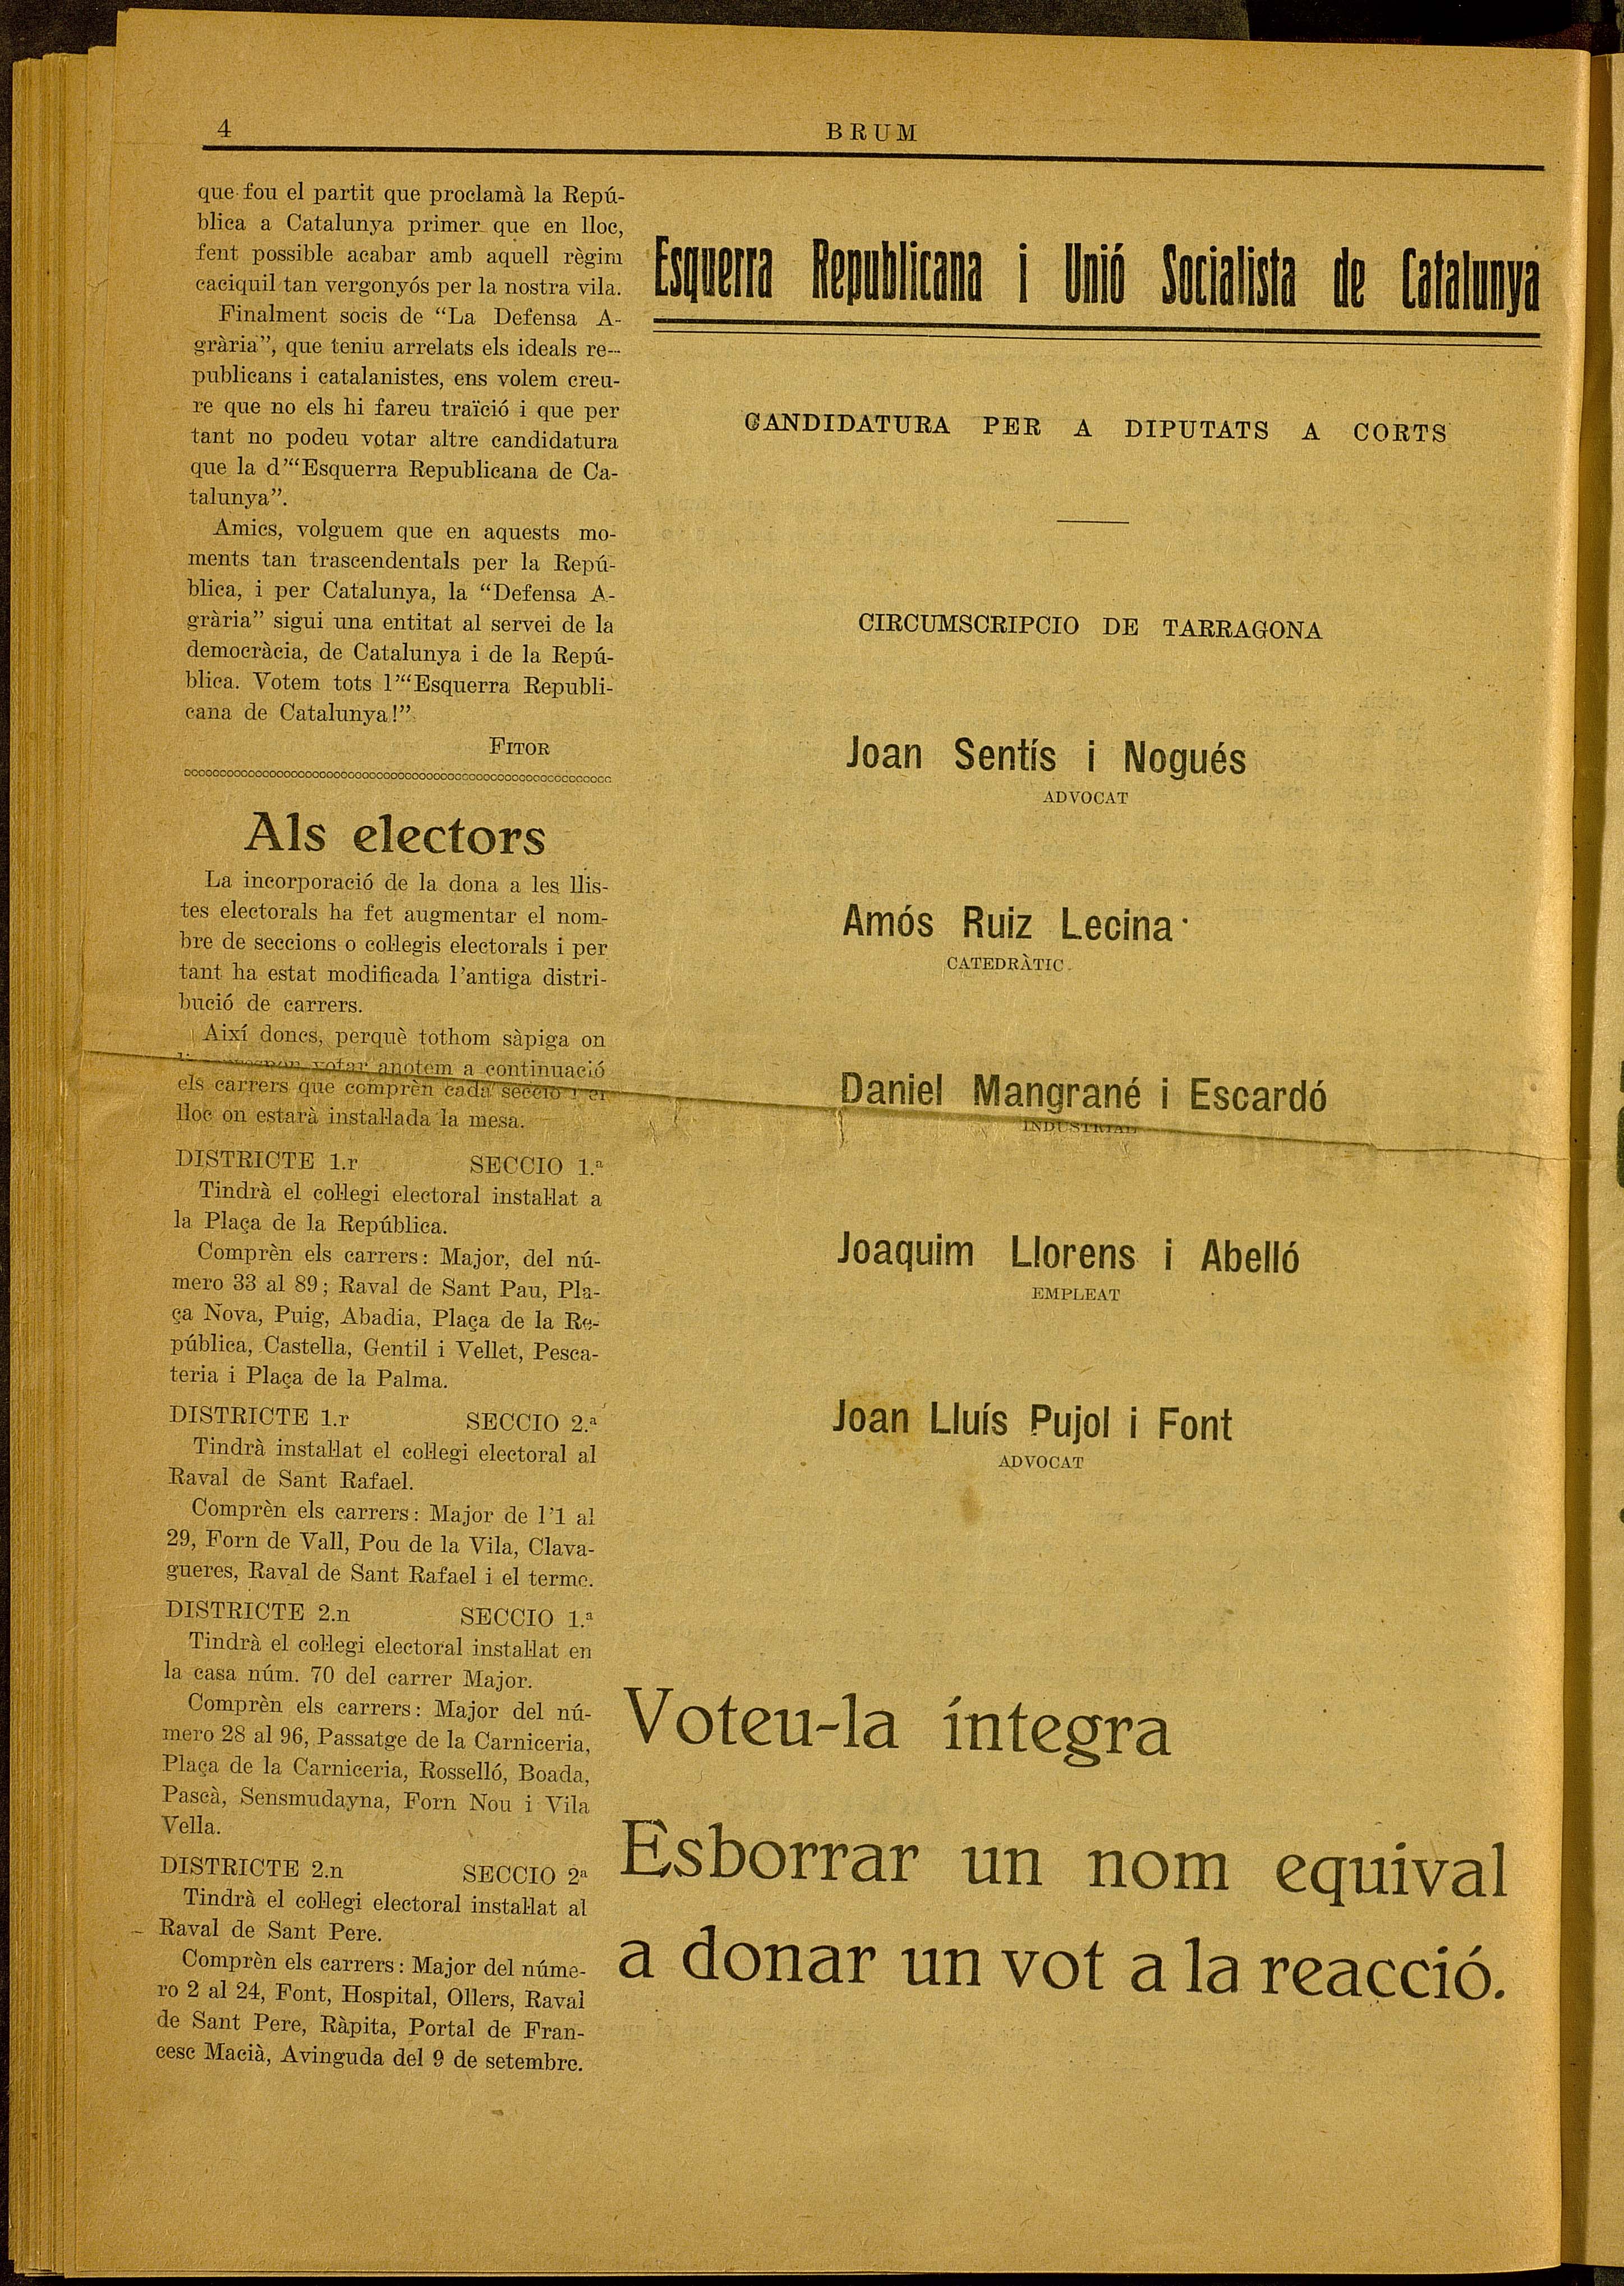 4
BRUM
que fou el partit que proclamà la Repú-
blica a Catalunya primer que en lloc,
fent possible acabar amb aquell règim
caciquil tan vergonyós per la nostra vila.
Finalment socis de “La Defensa A-
grària”, que teniu arrelats els ideals re-
publicans i catalanistes, ens volem creu-
re que no els hi fareu traïció i que per
tant no podeu votar altre candidatura
que la d’“Esquerra Republicana de Ca-
talunya”.
Amics, volguem que en aquests mo-
ments tan trascendentals per la Repú-
blica, i per Catalunya, la “Defensa A-
grària” sigui una entitat al servei de la
democràcia, de Catalunya i de la Repú-
blica. Votem tots l’“Esquerra Republi-
cana de Catalunya!”
FITOR
Als electors
La incorporació de la dona a les llis-
tes electorals ha fet augmentar el nom-
bre de seccions o col·legis electorals i per
tant ha estat modificada l’antiga distri-
bució de carrers.
Així doncs, perquè tothom sàpiga on
votar anotem a continuació
els carrers que comprèn cada secció i el
lloc on estarà instal·lada la mesa.
DISTRICTE 1.r SECCIO 1.ª
Tindrà el col·legi electoral instal·lat a
la Plaça de la República.
Comprèn els carrers: Major, del nú-
mero 33 al 89; Raval de Sant Pau, Pla-
ça Nova, Puig, Abadia, Plaça de la Re-
pública, Castella, Gentil i Vellet, Pesca-
teria i Plaça de la Palma.
DISTRICTE 1.r SECCIO 2.ª
Tindrà instal·lat el col·legi electoral al
Raval de Sant Rafael.
Comprèn els carrers: Major de l’1 al
29, Forn de Vall, Pou de la Vila, Clava-
gueres, Raval de Sant Rafael i el terme.
DISTRICTE 2.n SECCIO 1.ª
Tindrà el col·legi electoral instal·lat en
la casa núm. 70 del carrer Major.
Comprèn els carrers: Major del nú-
mero 28 al 96, Passatge de la Carniceria,
Plaça de la Carniceria, Rosselló, Boada,
Pascà, Sensmudayna, Forn Nou i Vila
Vella.
DISTRICTE 2.n SECCIO 2ª
Tindrà el col·legi electoral instal·lat al
Raval de Sant Pere.
Comprèn els carrers: Major del núme-
ro 2 al 24, Font, Hospital, Ollers, Raval
de Sant Pere, Ràpita, Portal de Fran-
cesc Macià, Avinguda del 9 de setembre.
Esquerra Republicana i Unió Socialista de Catalunya
CANDIDATURA PER A DIPUTATS A CORTS
CIRCUMSCRIPCIO DE TARRAGONA
Joan Sentís i Nogués
ADVOCAT
Amós Ruiz Lecina
CATEDRÀTIC
Daniel Mangrané i Escardó
INDUSTRIAL
Joaquim Llorens i Abelló
EMPLEAT
Joan Lluís Pujol i Font
ADVOCAT
Voteu-la íntegra
Esborrar un nom equival
a donar un vot a la reacció.